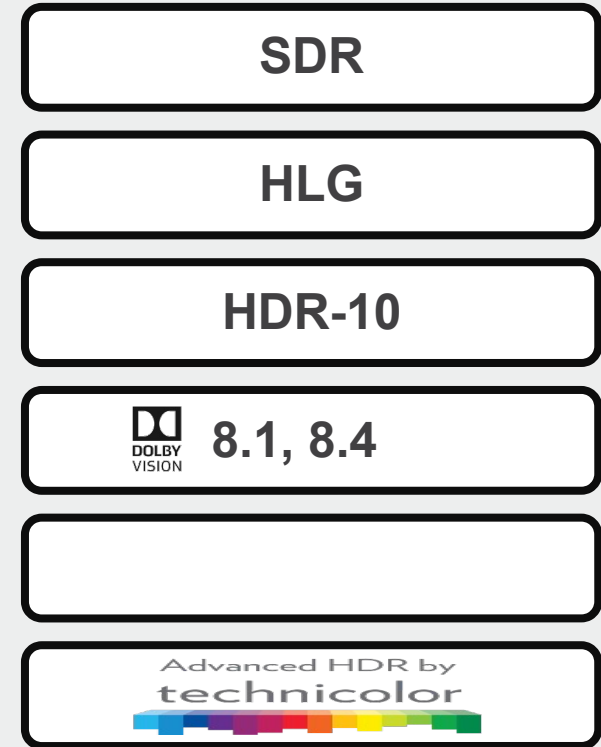 SDR
HLG
HDR-10
DOLBY
VISION
8.1, 8.4
Advanced HDR by
technicolor